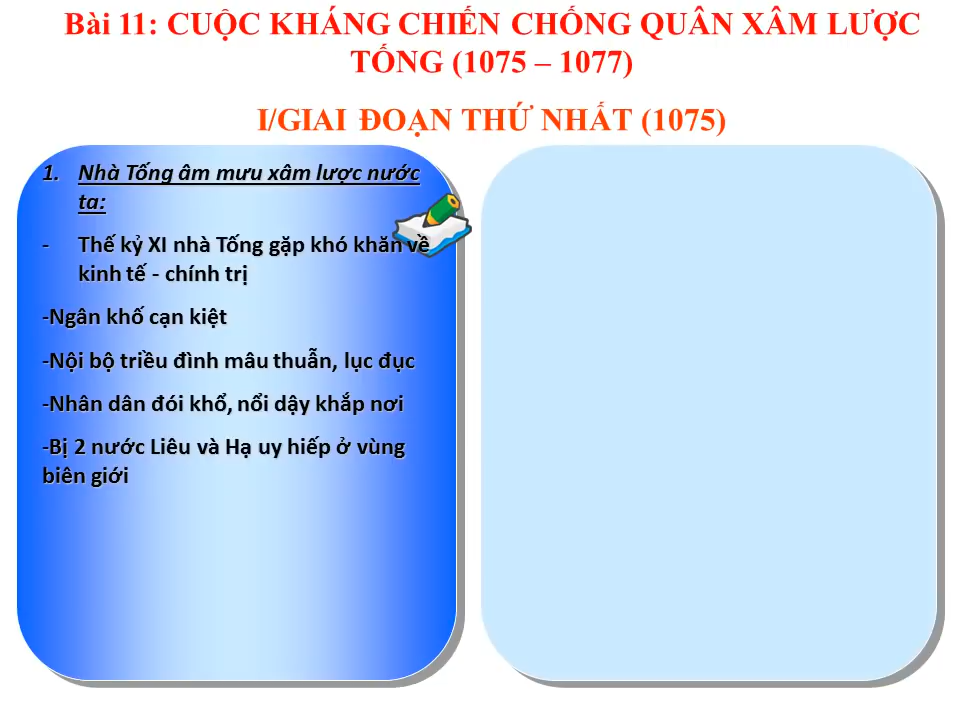 Bài 11: CUỘC KHÁNG CHIẾN CHỐNG QUÂN XÂM LƯỢC
TỐNG (1075 – 1077)
I/GIAI ĐOẠN THỨ NHẤT (1075)
1. Nhà Tống âm mưu xâm lược nước
ta:
- Thế kỷ XI nhà Tống gặp khó khăn về
kinh tế - chính trị
-Ngân khố cạn kiệt
-Nội bộ triều đình mâu thuẫn, lục đục
-Nhân dân đói khổ, nổi dậy khắp nơi
-Bị 2 nước Liêu và Hạ uy hiếp ở vùng
biên giới